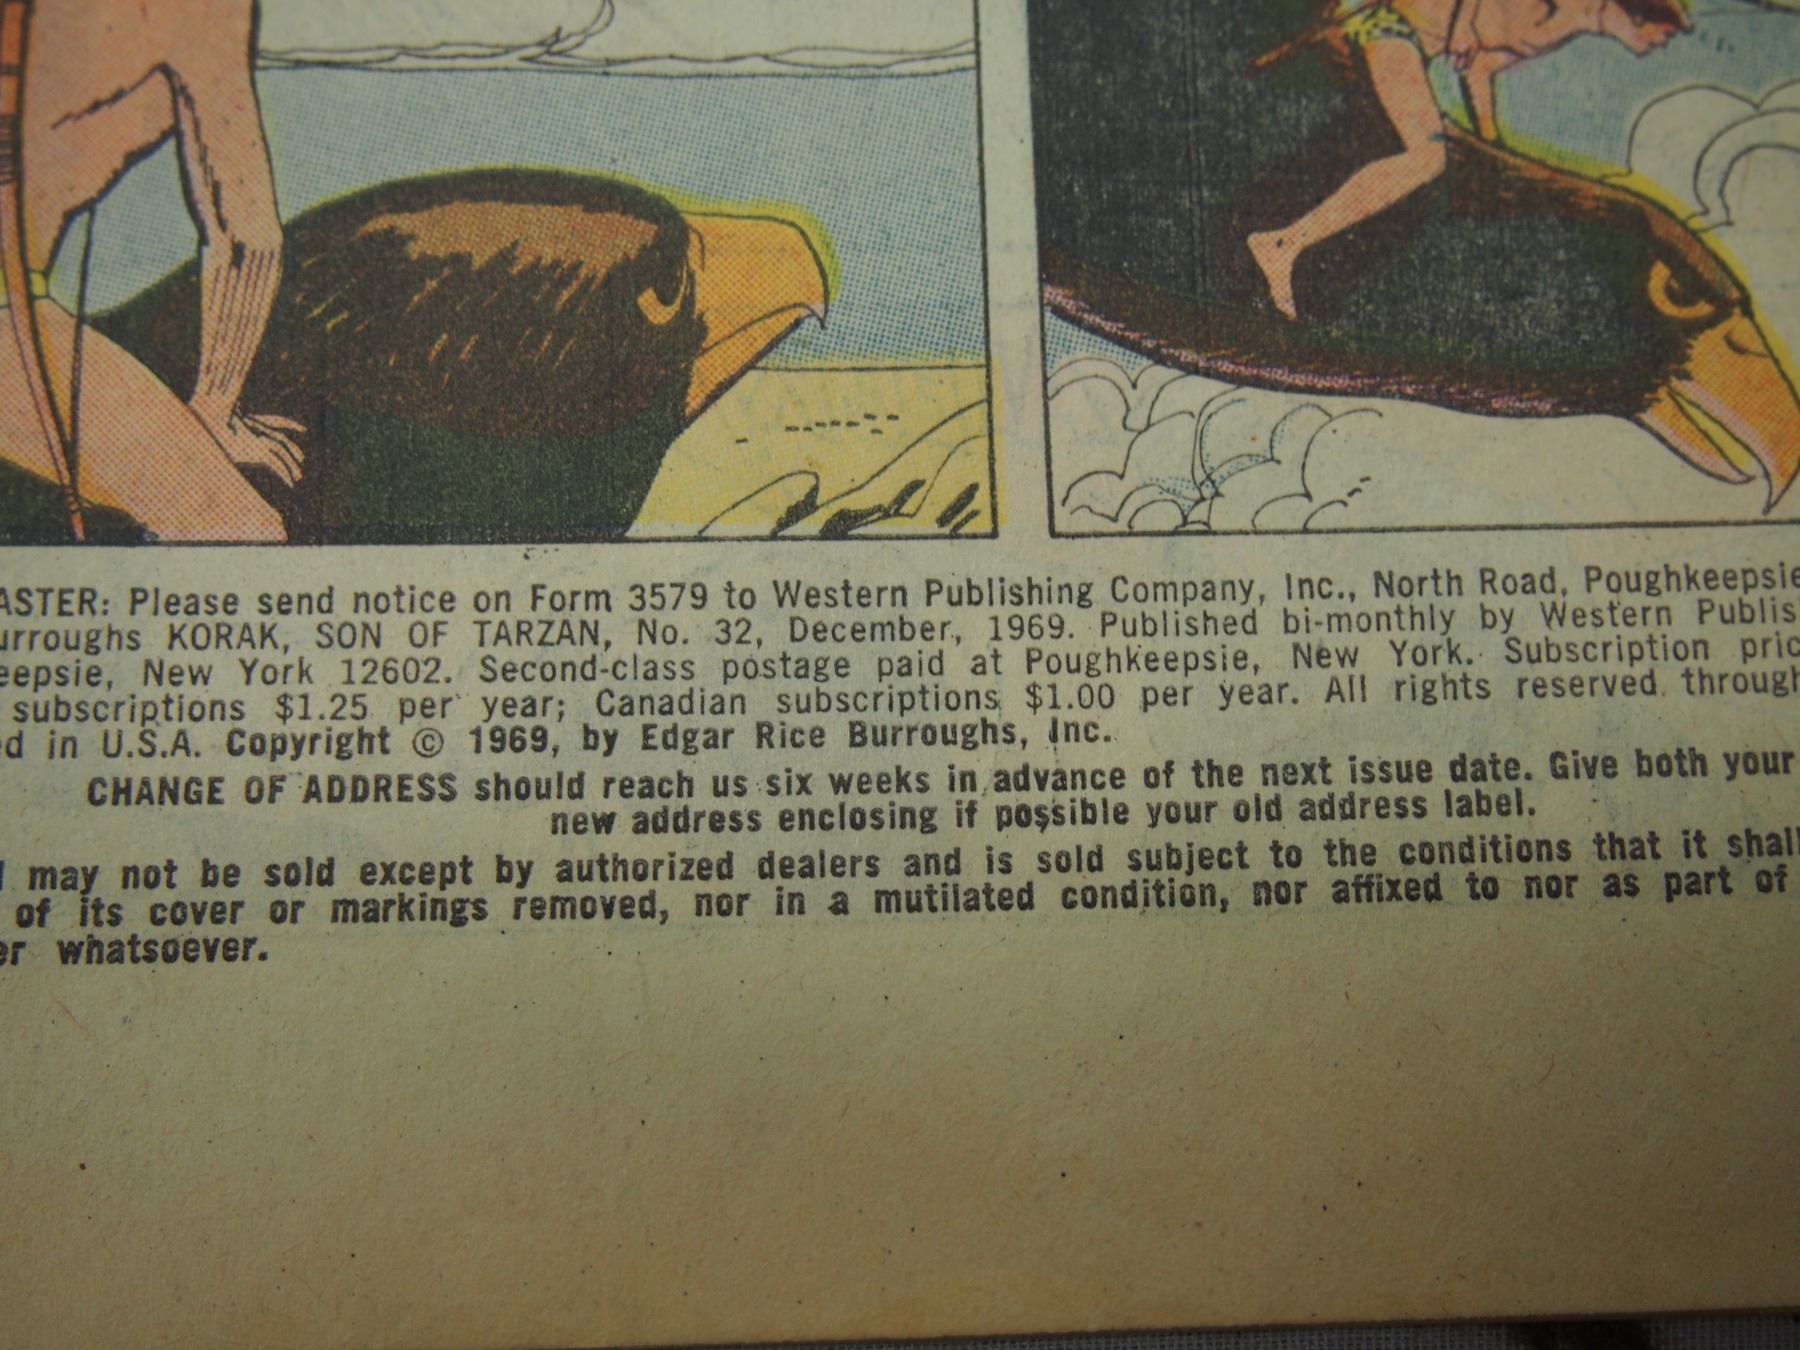 ASTER: Please send notice on Form 3579 to Western Publishing Company, Inc., North Road, Poughkeepsie
urroughs KORAK, SON OF TARZAN, No. 32, December, 1969. Published bi-monthly by Western Publis
eepsie, New York 12602. Second-class postage paid at Poughkeepsie, New York. Subscription pric
subscriptions $1.25 per year; Canadian subscriptions $1.00 per year. All rights reserved through
ed in U.S.A. Copyright © 1969, by Edgar Rice Burroughs, Inc.
CHANGE OF ADDRESS should reach us six weeks in advance of the next issue date. Give both your
new address enclosing if possible your old address label.
may not be sold except by authorized dealers and is sold subject to the conditions that it shall
of its cover or markings removed, nor in a mutilated condition, nor affixed to nor as part of
er whatsoever.